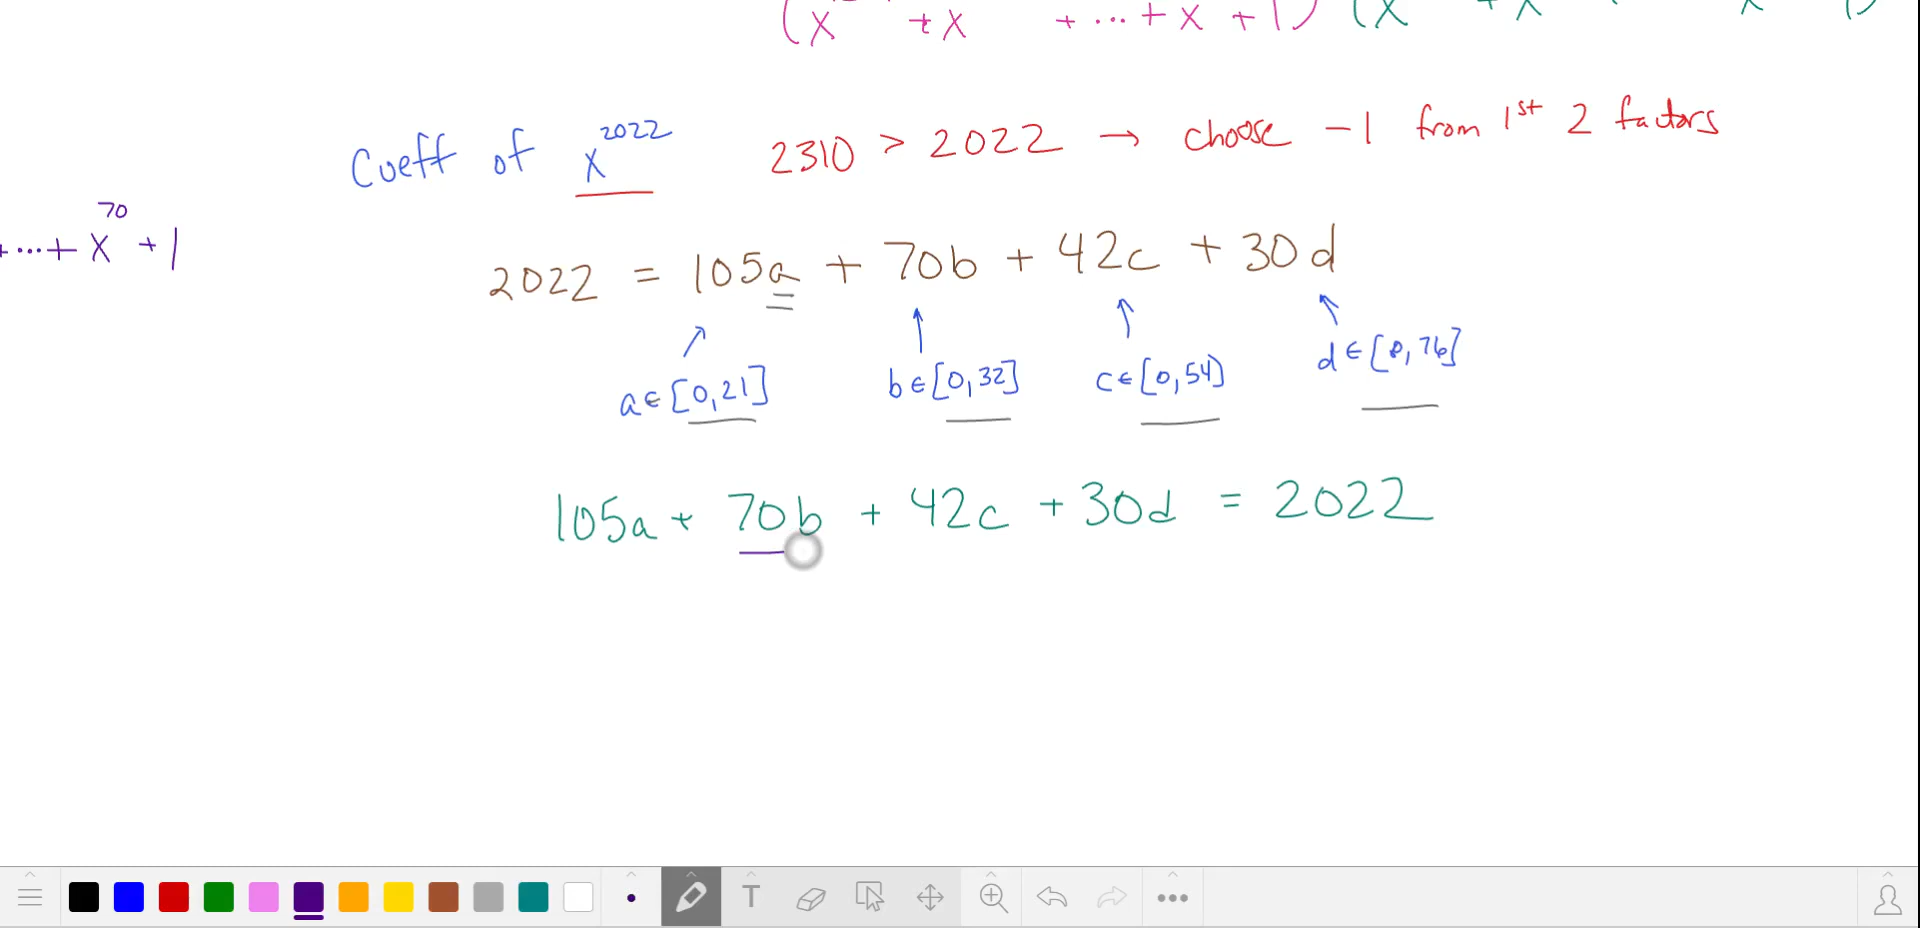 (x + x + ... + x + 1) (x + x
Coeff of x^2022 2310 > 2022 → choose -1 from 1st 2 factors
+ ... + x^70 + 1
2022 = 105a + 70b + 42c + 30d
a ∈ [0,21] b ∈ [0,32] c ∈ [0,54] d ∈ [0,76]
105a + 70b + 42c + 30d = 2022
T